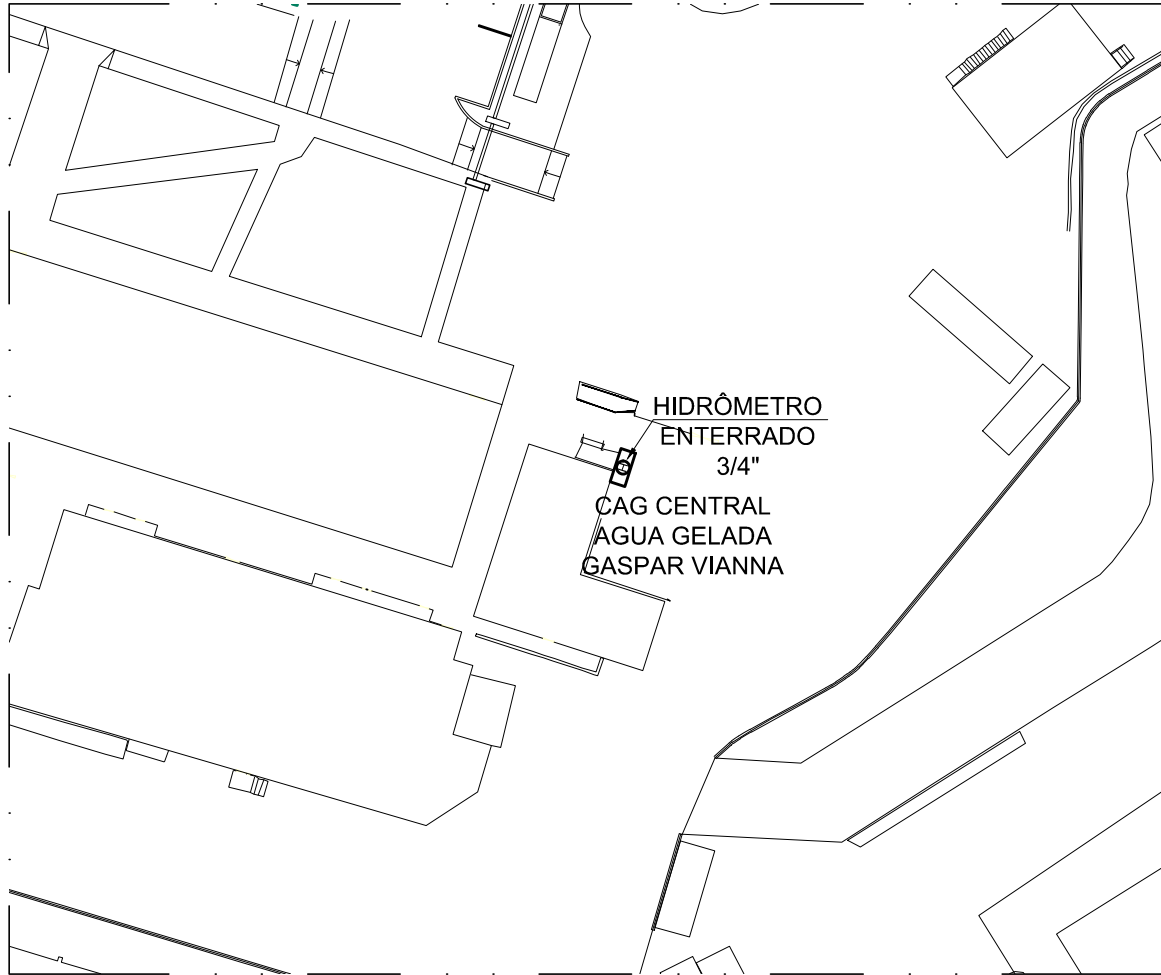 HIDRÔMETRO
ENTERRADO
3/4"
CAG CENTRAL
AGUA GELADA
GASPAR VIANNA